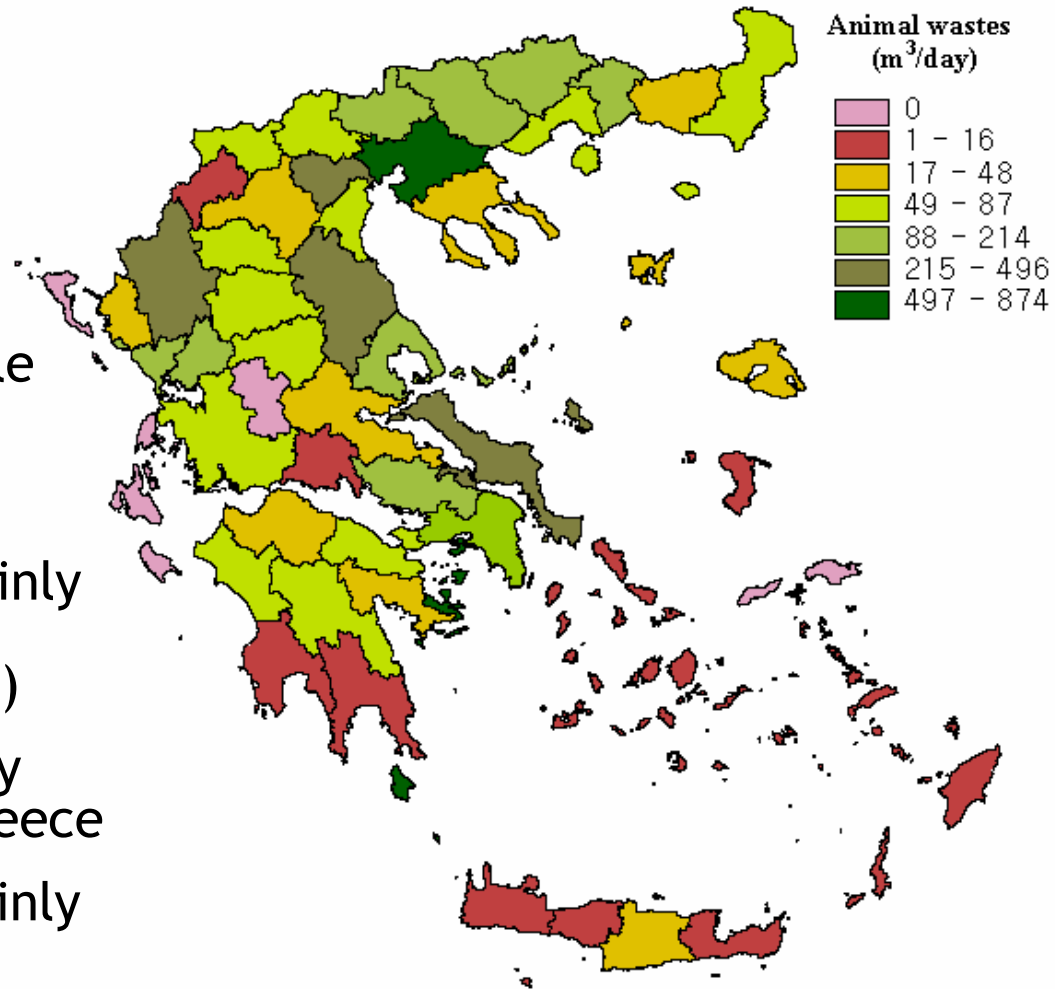 Animal wastes
(m³/day)
0
1 - 16
17 - 48
49 - 87
88 - 214
215 - 496
497 - 874
le
inly
)
y
eece
inly